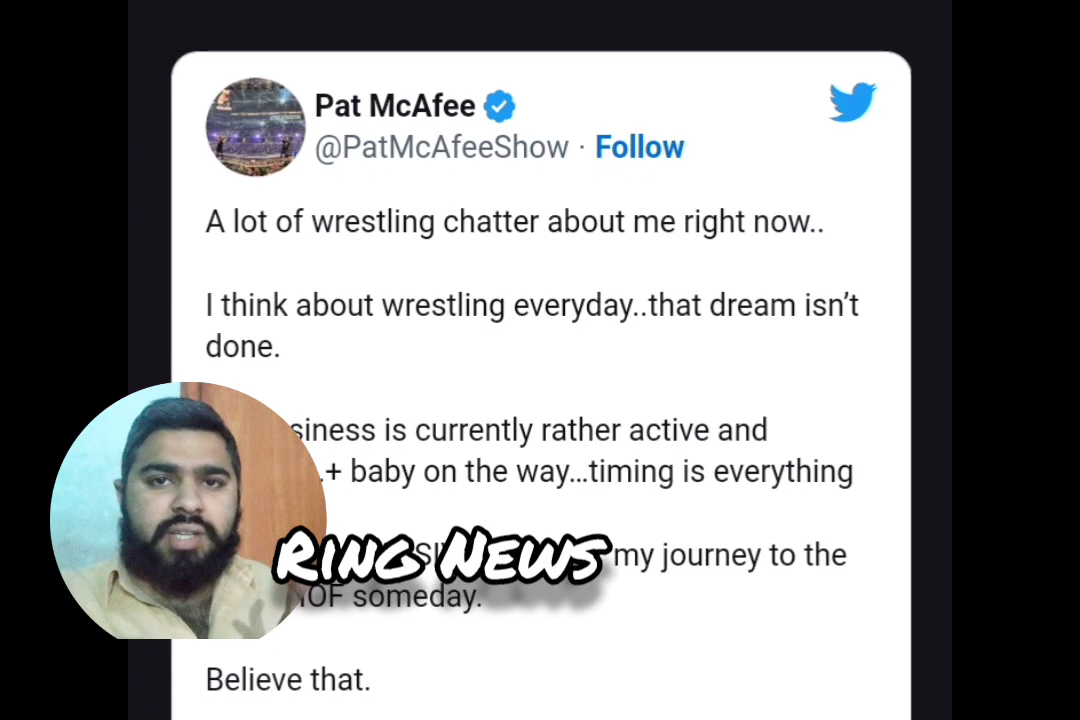 Pat McAfee
@PatMcAfeeShow · Follow
A lot of wrestling chatter about me right now..
I think about wrestling everyday..that dream isn’t
done.
siness is currently rather active and
.+ baby on the way…timing is everything
my journey to the
OF someday.
Believe that.
Ring News